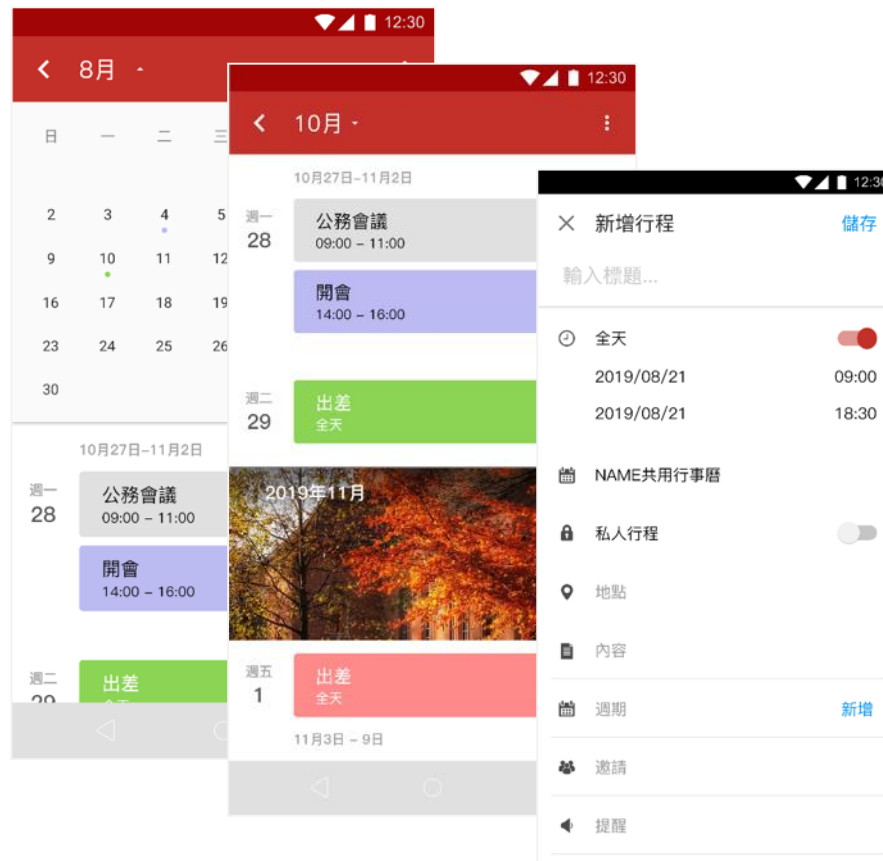 12:30
8月
日 一 二 三
2 3 4 5
9 10 11 12
16 17 18 19
23 24 25 26
30
10月27日–11月2日
週一
28
公務會議
09:00 – 11:00
開會
14:00 – 16:00
週二
29
出差
12:30
10月
10月27日–11月2日
週一
28
公務會議
09:00 – 11:00
開會
14:00 – 16:00
週二
29
出差
全天
2019年11月
週五
1
出差
全天
11月3日 – 9日
12:30
新增行程
儲存
輸入標題...
全天
2019/08/21 09:00
2019/08/21 18:30
NAME共用行事曆
私人行程
地點
內容
週期
新增
邀請
提醒